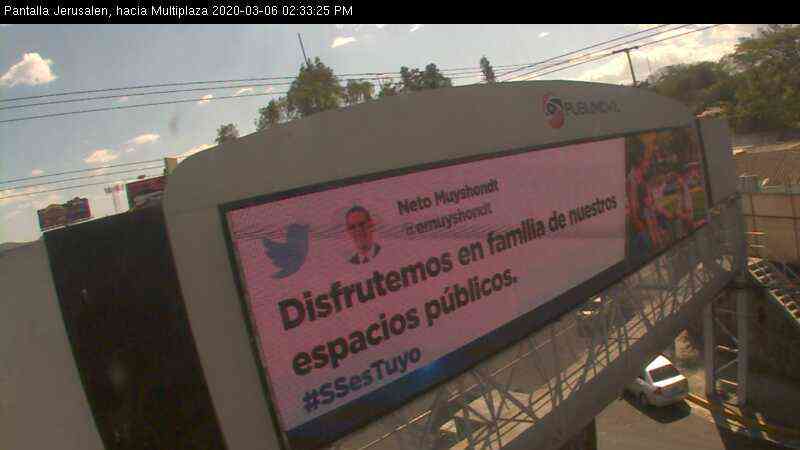 Pantalla Jerusalen, hacia Multiplaza 2020-03-06 02:33:25 PM
PUBLIMOVIL
Neto Muyshondt
@emuyshondt
Disfrutemos en familia de nuestros
espacios públicos.
#SSesTuyo